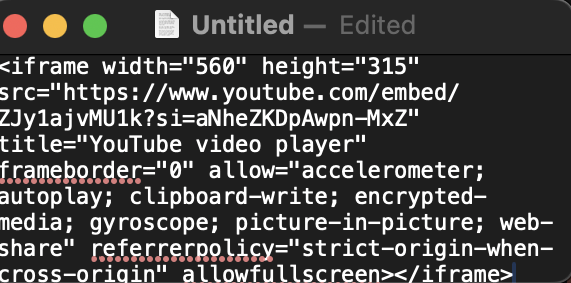 Untitled — Edited
<iframe width="560" height="315"
src="https://www.youtube.com/embed/
ZJy1ajvMU1k?si=aNheZKDpAwpn-MxZ"
title="YouTube video player"
frameborder="0" allow="accelerometer;
autoplay; clipboard-write; encrypted-
media; gyroscope; picture-in-picture; web-
share" referrerpolicy="strict-origin-when-
cross-origin" allowfullscreen></iframe>